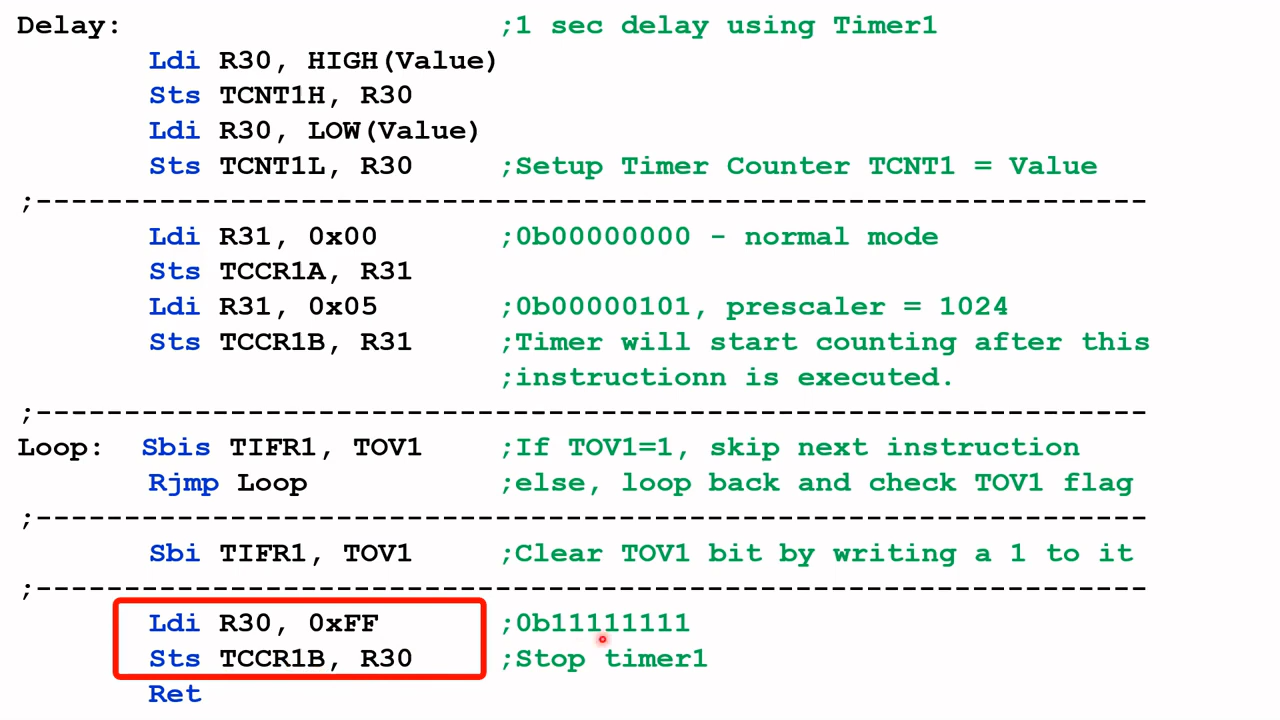 Delay: ;1 sec delay using Timer1
Ldi R30, HIGH(Value)
Sts TCNT1H, R30
Ldi R30, LOW(Value)
Sts TCNT1L, R30 ;Setup Timer Counter TCNT1 = Value
;---------------------------------------------------------------
Ldi R31, 0x00 ;0b00000000 - normal mode
Sts TCCR1A, R31
Ldi R31, 0x05 ;0b00000101, prescaler = 1024
Sts TCCR1B, R31 ;Timer will start counting after this
;instructionn is executed.
;---------------------------------------------------------------
Loop: Sbis TIFR1, TOV1 ;If TOV1=1, skip next instruction
Rjmp Loop ;else, loop back and check TOV1 flag
;---------------------------------------------------------------
Sbi TIFR1, TOV1 ;Clear TOV1 bit by writing a 1 to it
;---------------------------------------------------------------
Ldi R30, 0xFF ;0b11111111
Sts TCCR1B, R30 ;Stop timer1
Ret